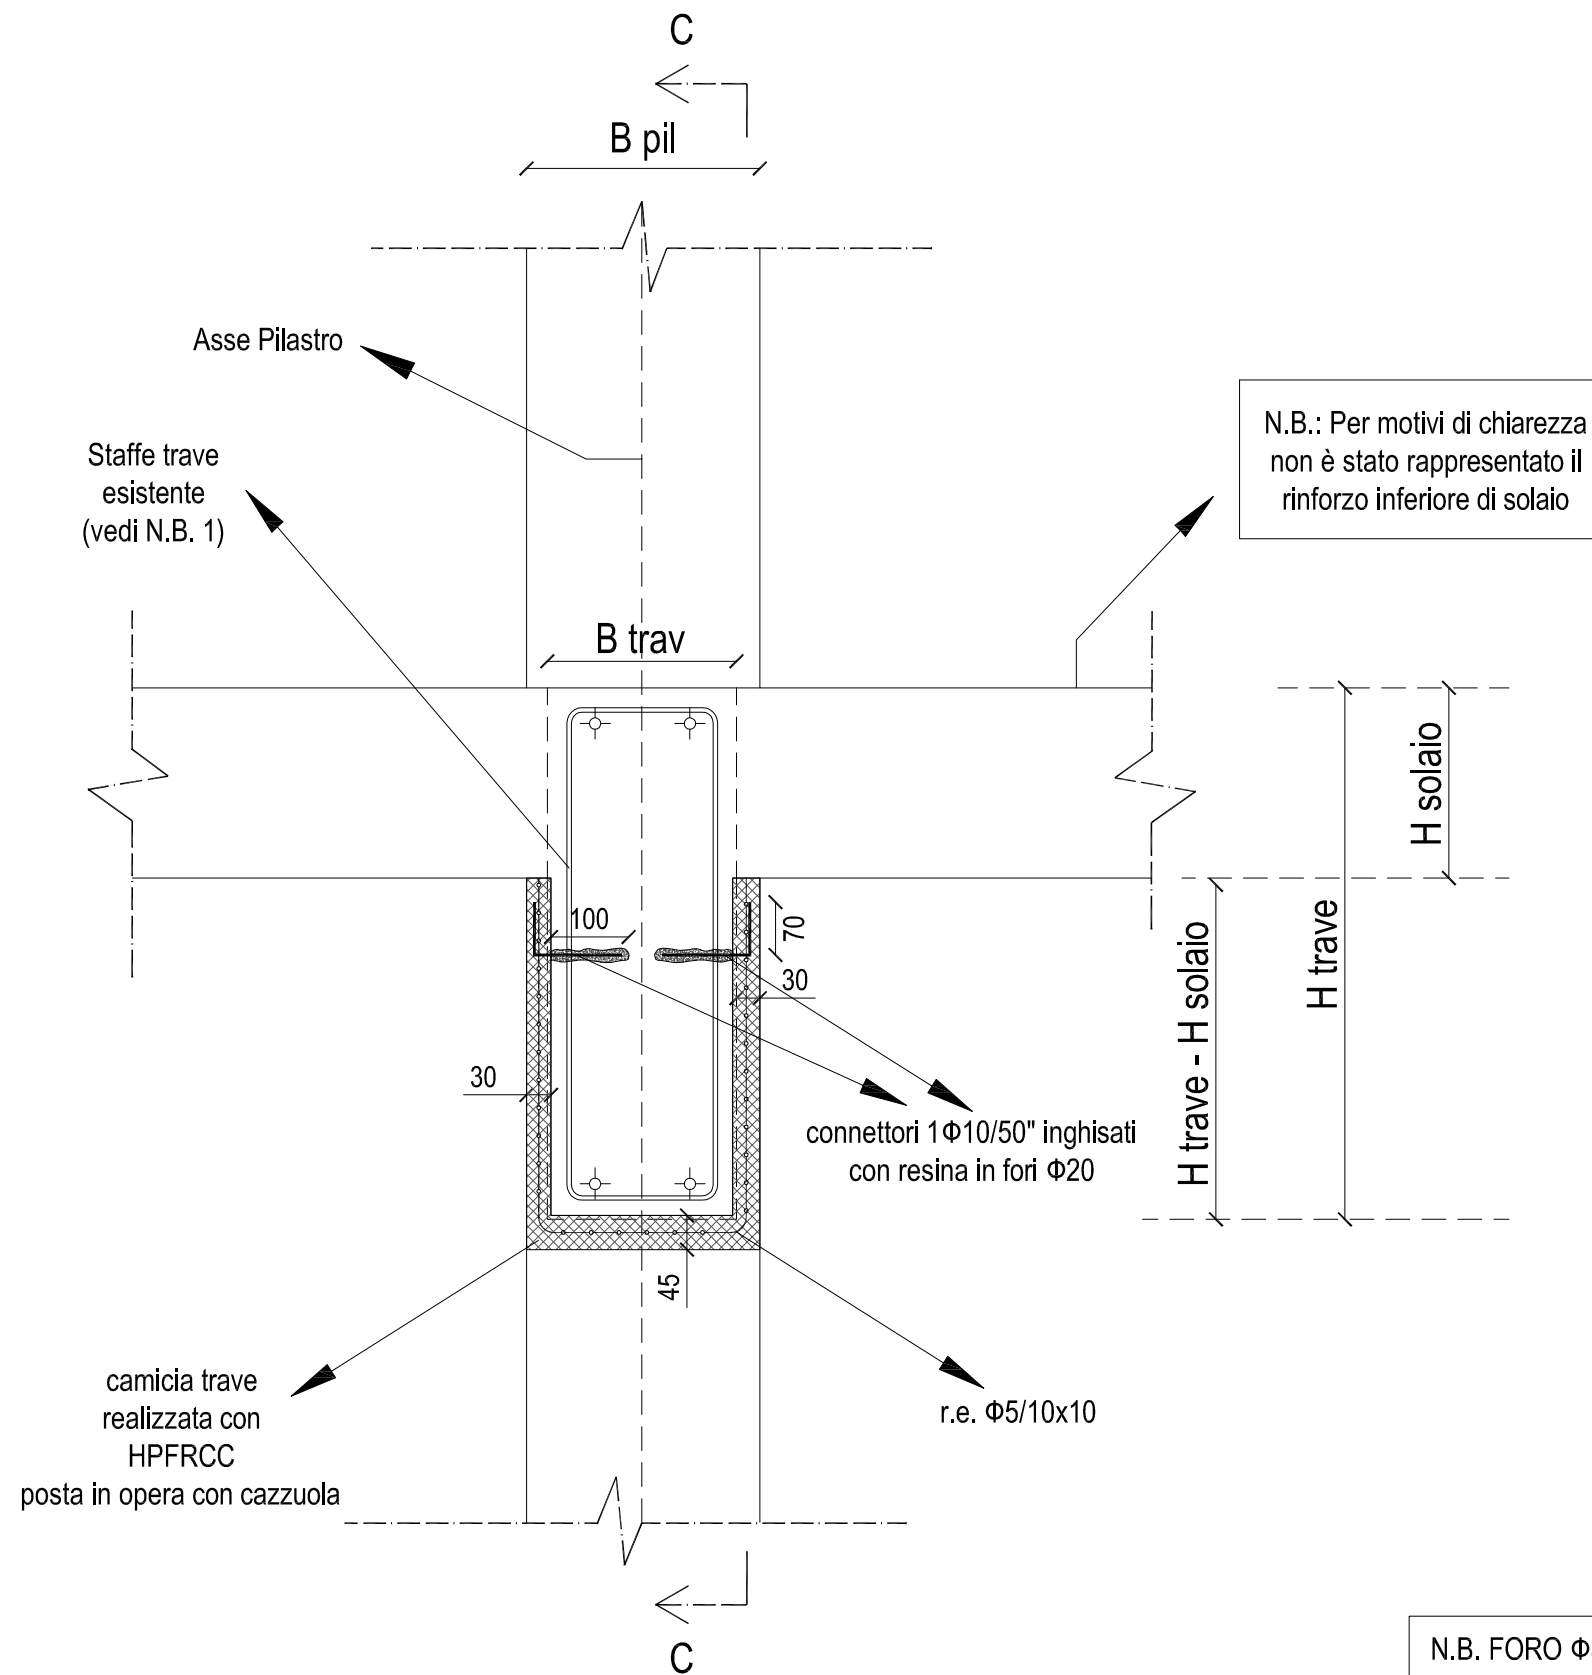 C
B pil
Asse Pilastro
N.B.: Per motivi di chiarezza
non è stato rappresentato il
rinforzo inferiore di solaio
Staffe trave
esistente
(vedi N.B. 1)
B trav
H solaio
H trave
H trave - H solaio
100
70
30
30
connettori 1Φ10/50" inghisati
con resina in fori Φ20
45
camicia trave
realizzata con
HPFRCC
posta in opera con cazzuola
r.e. Φ5/10x10
C
N.B. FORO Φ